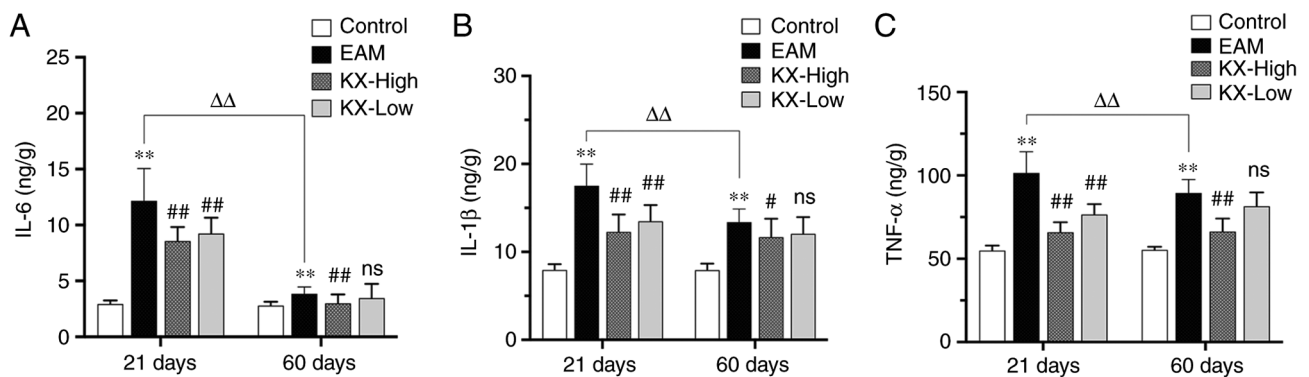 A
Control
EAM
KX-High
KX-Low
IL-6 (ng/g)
25
20
15
10
5
0
ΔΔ
**
##
##
**
##
ns
21 days
60 days
B
Control
EAM
KX-High
KX-Low
IL-1β (ng/g)
30
20
10
0
ΔΔ
**
##
##
**
#
ns
21 days
60 days
C
Control
EAM
KX-High
KX-Low
TNF-α (ng/g)
150
100
50
0
ΔΔ
**
##
##
**
##
ns
21 days
60 days